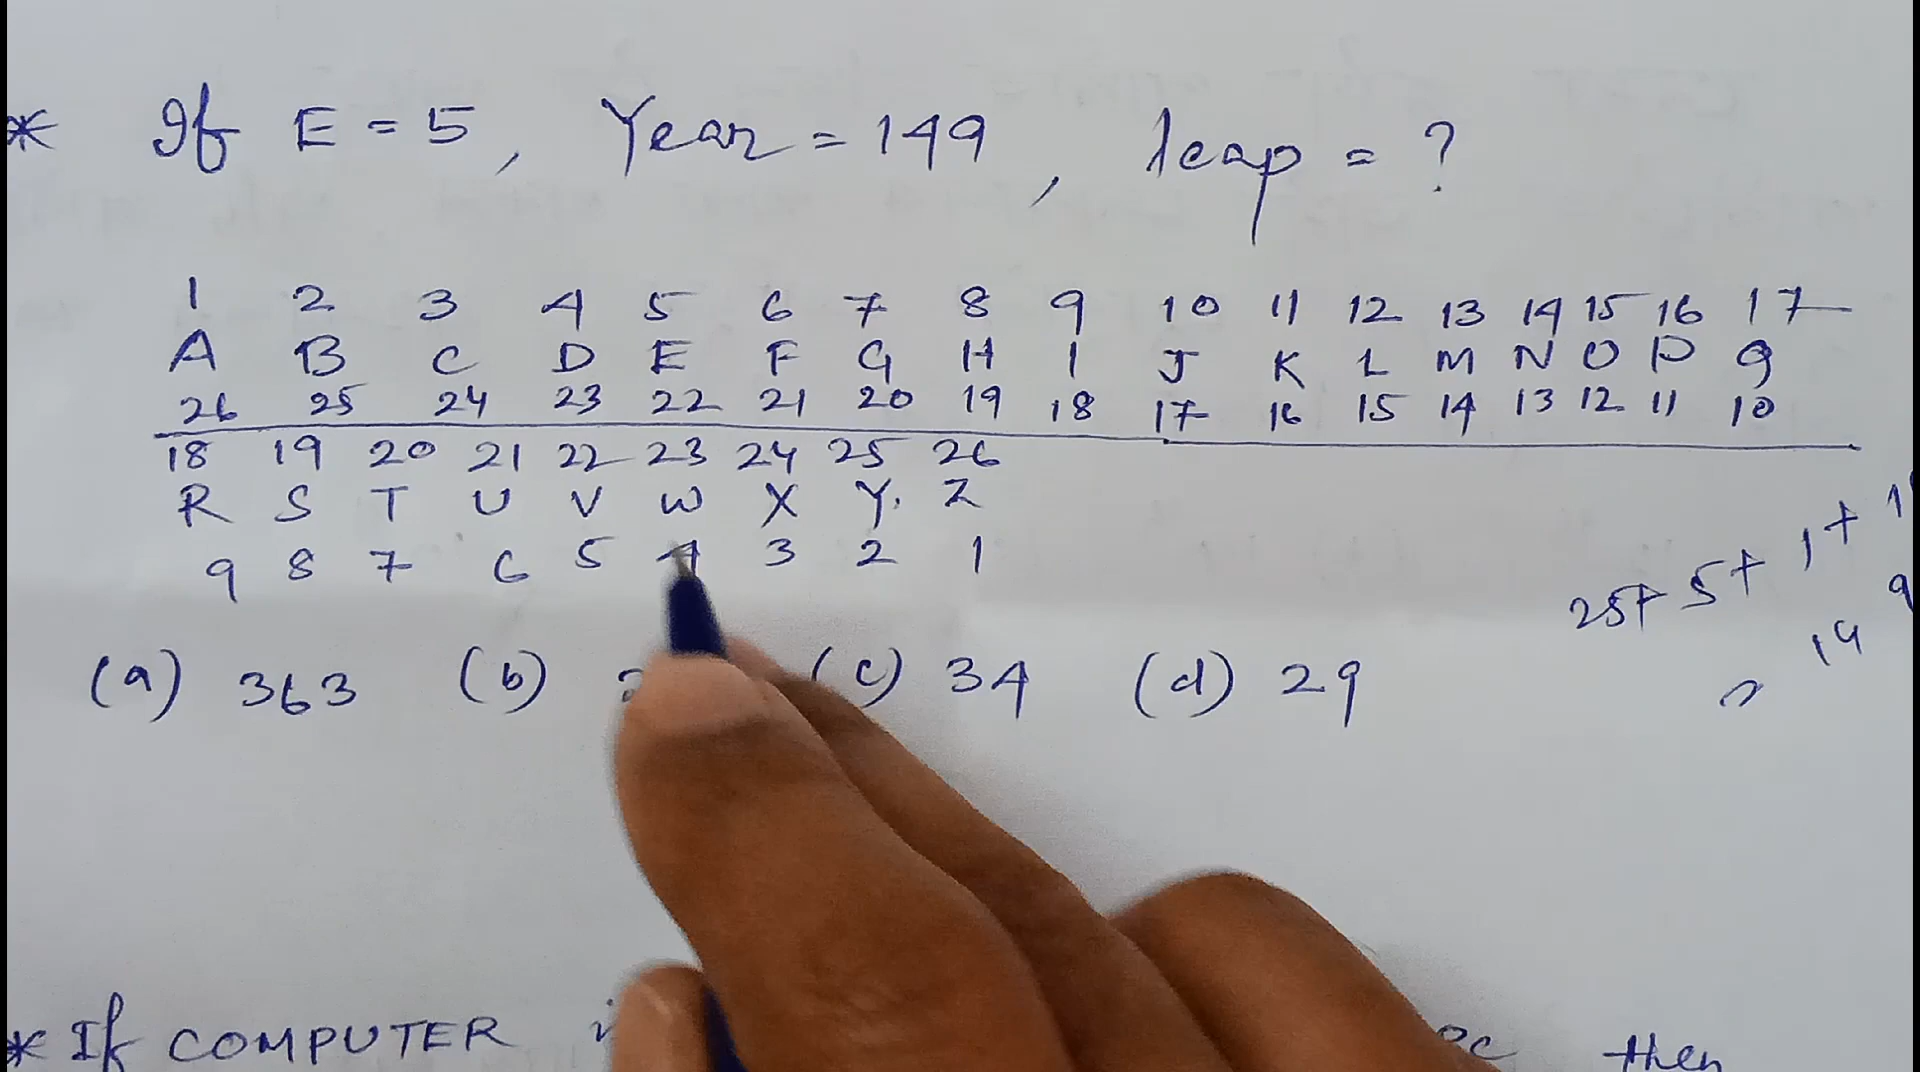 * If E = 5, Year = 149, leap = ?
1 2 3 4 5 6 7 8 9 10 11 12 13 14 15 16 17
A B C D E F G H I J K L M N O P Q
26 25 24 23 22 21 20 19 18 17 16 15 14 13 12 11 10
18 19 20 21 22 23 24 25 26
R S T U V W X Y. Z
9 8 7 6 5 4 3 2 1
25+ 5+ 1+
(a) 363 (b) (c) 34 (d) 29
* If COMPUTER then